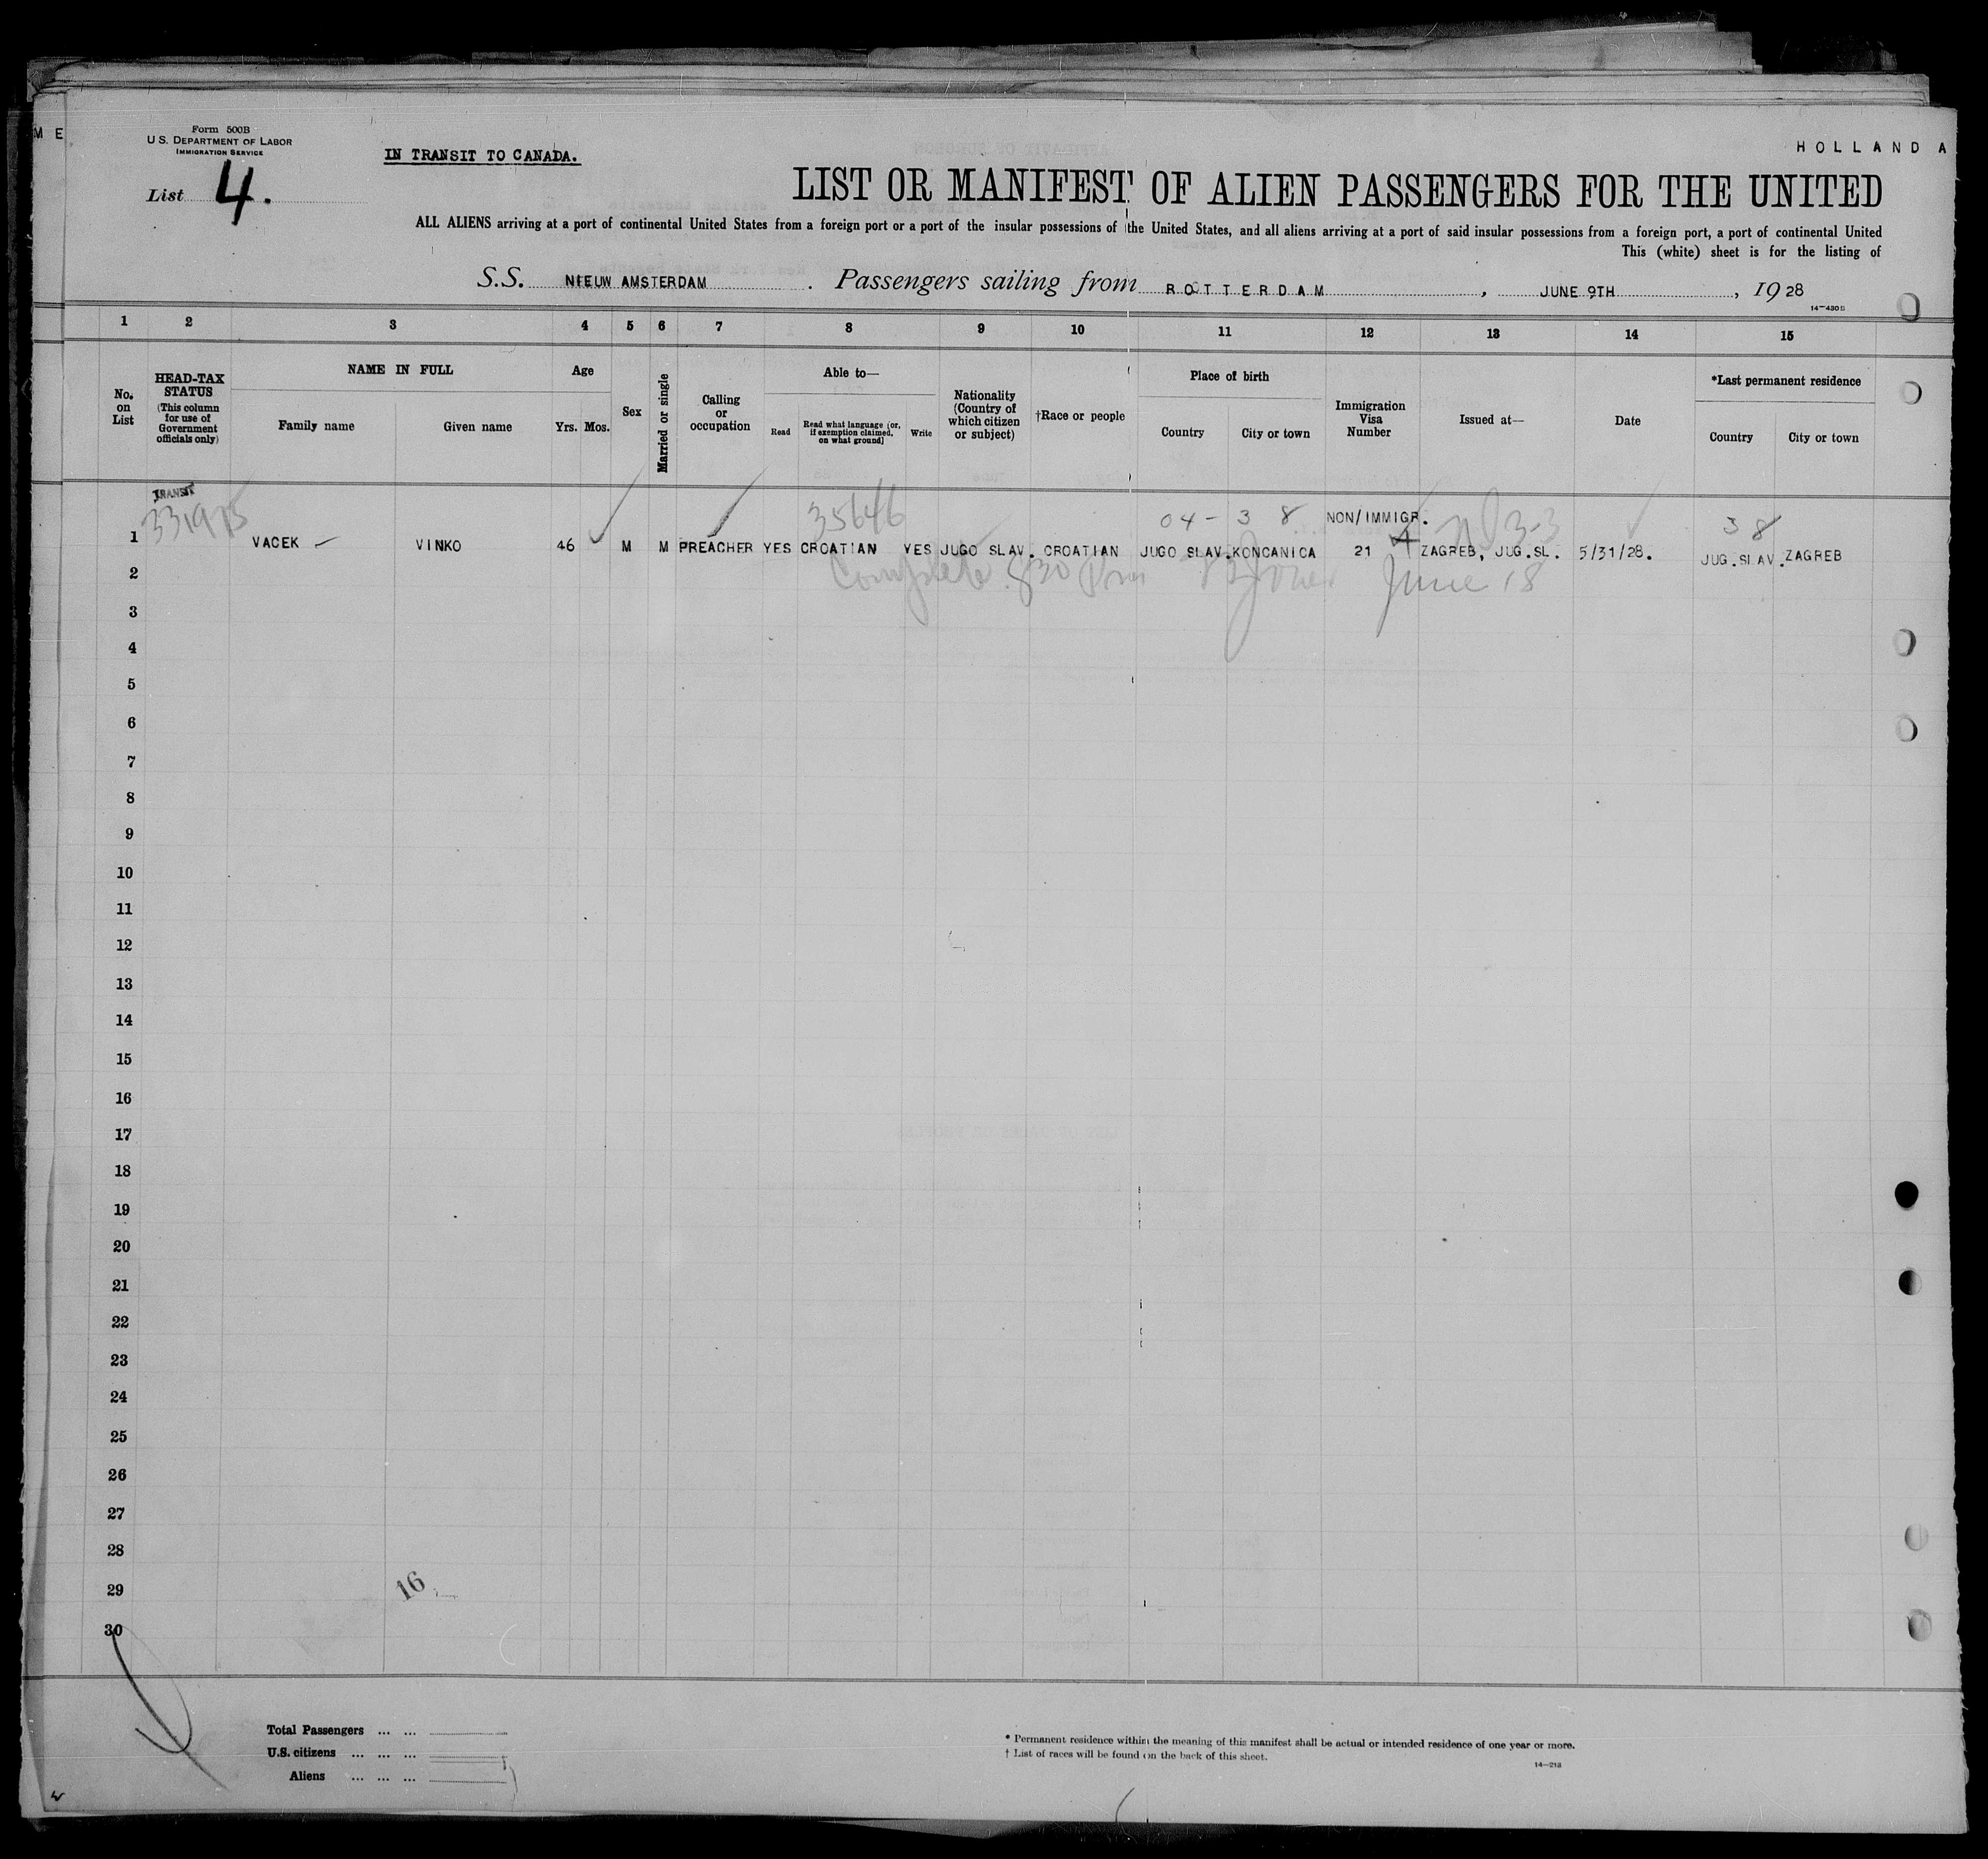 M E
Form 500B
U.S. DEPARTMENT OF LABOR
IMMIGRATION SERVICE
IN TRANSIT TO CANADA.
HOLLAND A
List 4.
LIST OR MANIFEST OF ALIEN PASSENGERS FOR THE UNITED
ALL ALIENS arriving at a port of continental United States from a foreign port or a port of the insular possessions of the United States, and all aliens arriving at a port of said insular possessions from a foreign port, a port of continental United
This (white) sheet is for the listing of
S.S. NIEUW AMSTERDAM. Passengers sailing from ROTTERDAM, JUNE 9TH, 1928
14-430B
1 2 3 4 5 6 7 8 9 10 11 12 13 14 15
No. on List
HEAD-TAX STATUS
(This column for use of Government officials only)
NAME IN FULL
Family name Given name
Age
Yrs. Mos.
Sex
Married or single
Calling or occupation
Able to—
Read
Read what language (or, if exemption claimed, on what ground)
Write
Nationality (Country of which citizen or subject)
†Race or people
Place of birth
Country City or town
Immigration Visa Number
Issued at—
Date
*Last permanent residence
Country City or town
TRANSIT
331975 35646 04-3 8 NON/IMMIGR. 3-3 38
1 VACEK VINKO 46 M M PREACHER YES CROATIAN YES JUGO SLAV. CROATIAN JUGO SLAV. KONCANICA 21 ZAGREB, JUG.SL. 5/31/28. JUG.SLAV. ZAGREB
Complete 830 June 18
2
3
4
5
6
7
8
9
10
11
12
13
14
15
16
17
18
19
20
21
22
23
24
25
26
27
28
29
16
30
Total Passengers ... ...
U.S. citizens ... ... ...
Aliens ... ... ...
* Permanent residence within the meaning of this manifest shall be actual or intended residence of one year or more.
† List of races will be found on the back of this sheet.
14-213